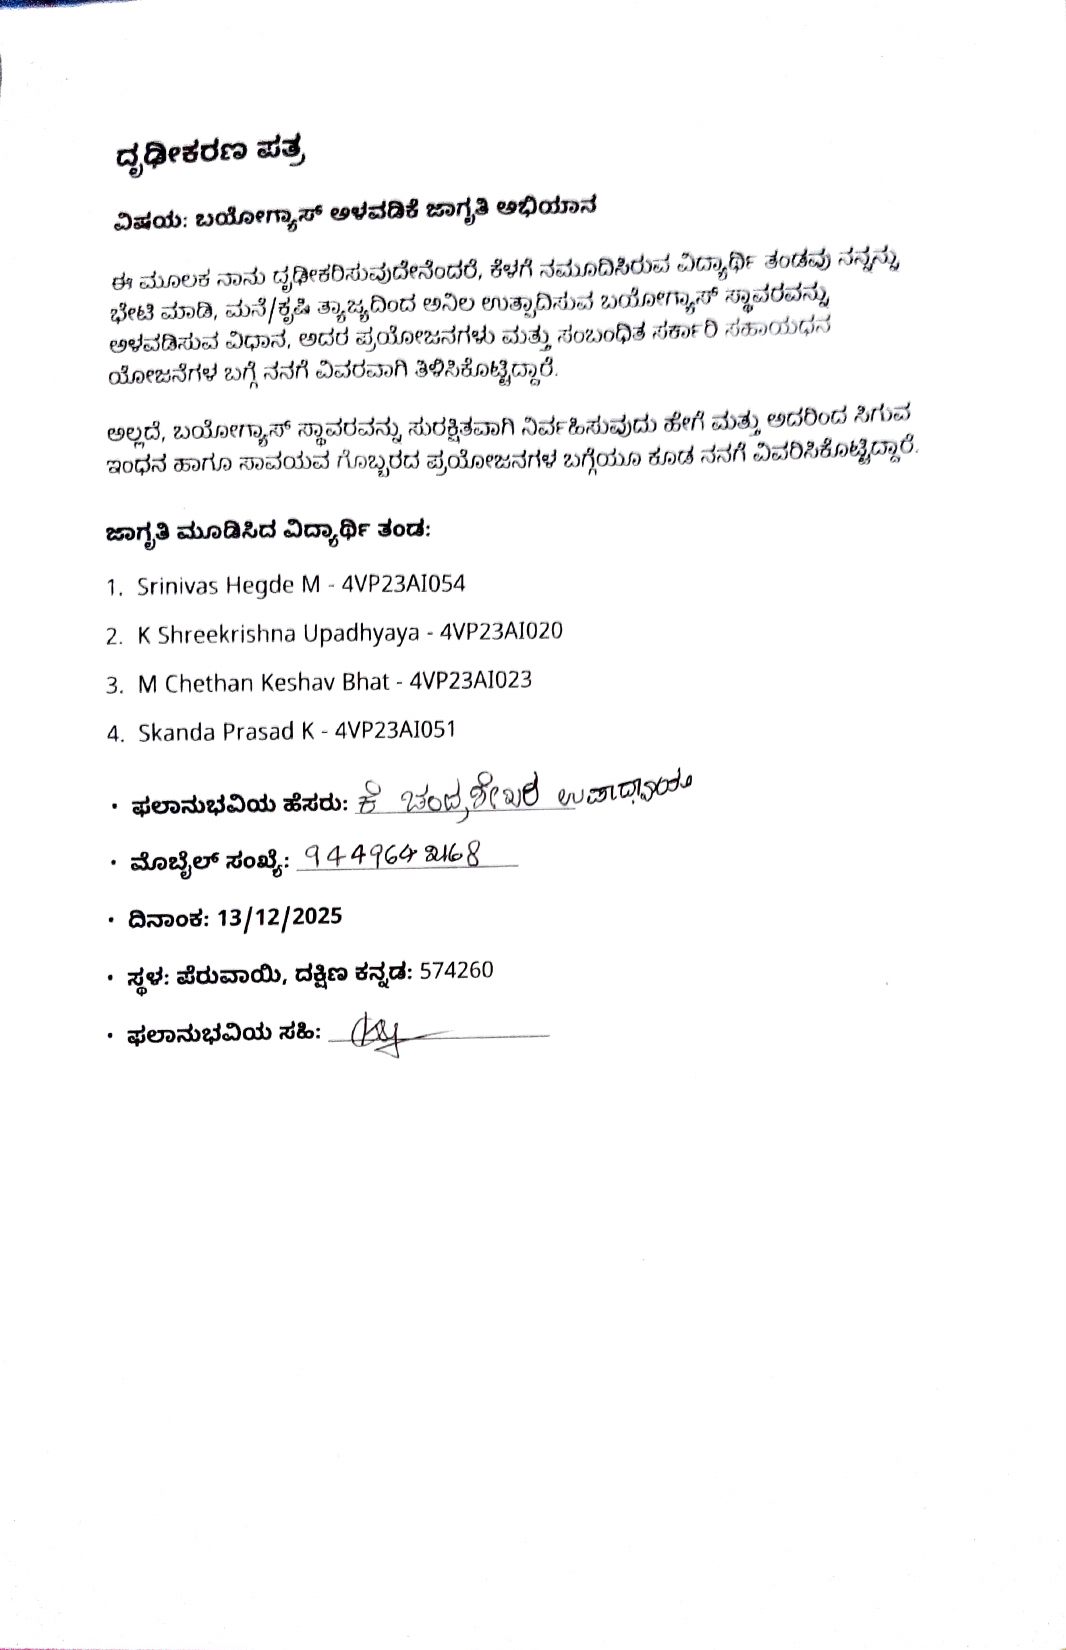 ದೃಢೀಕರಣ ಪತ್ರ
ವಿಷಯ: ಬಯೋಗ್ಯಾಸ್ ಅಳವಡಿಕೆ ಜಾಗೃತಿ ಅಭಿಯಾನ
ಈ ಮೂಲಕ ನಾನು ದೃಢೀಕರಿಸುವುದೇನೆಂದರೆ, ಕೆಳಗೆ ನಮೂದಿಸಿರುವ ವಿದ್ಯಾರ್ಥಿ ತಂಡವು ನನ್ನನ್ನು
ಭೇಟಿ ಮಾಡಿ, ಮನೆ/ಕೃಷಿ ತ್ಯಾಜ್ಯದಿಂದ ಅನಿಲ ಉತ್ಪಾದಿಸುವ ಬಯೋಗ್ಯಾಸ್ ಸ್ಥಾವರವನ್ನು
ಅಳವಡಿಸುವ ವಿಧಾನ, ಅದರ ಪ್ರಯೋಜನಗಳು ಮತ್ತು ಸಂಬಂಧಿತ ಸರ್ಕಾರಿ ಸಹಾಯಧನ
ಯೋಜನೆಗಳ ಬಗ್ಗೆ ನನಗೆ ವಿವರವಾಗಿ ತಿಳಿಸಿಕೊಟ್ಟಿದ್ದಾರೆ.
ಅಲ್ಲದೆ, ಬಯೋಗ್ಯಾಸ್ ಸ್ಥಾವರವನ್ನು ಸುರಕ್ಷಿತವಾಗಿ ನಿರ್ವಹಿಸುವುದು ಹೇಗೆ ಮತ್ತು ಅದರಿಂದ ಸಿಗುವ
ಇಂಧನ ಹಾಗೂ ಸಾವಯವ ಗೊಬ್ಬರದ ಪ್ರಯೋಜನಗಳ ಬಗ್ಗೆಯೂ ಕೂಡ ನನಗೆ ವಿವರಿಸಿಕೊಟ್ಟಿದ್ದಾರೆ.
ಜಾಗೃತಿ ಮೂಡಿಸಿದ ವಿದ್ಯಾರ್ಥಿ ತಂಡ:
1. Srinivas Hegde M - 4VP23AI054
2. K Shreekrishna Upadhyaya - 4VP23AI020
3. M Chethan Keshav Bhat - 4VP23AI023
4. Skanda Prasad K - 4VP23AI051
• ಫಲಾನುಭವಿಯ ಹೆಸರು: ಕೆ ಚಂದ್ರಶೇಖರ ಉಪಾಧ್ಯಾಯ
• ಮೊಬೈಲ್ ಸಂಖ್ಯೆ:
• ದಿನಾಂಕ: 13/12/2025
• ಸ್ಥಳ: ಪೆರುವಾಯಿ, ದಕ್ಷಿಣ ಕನ್ನಡ: 574260
• ಫಲಾನುಭವಿಯ ಸಹಿ: